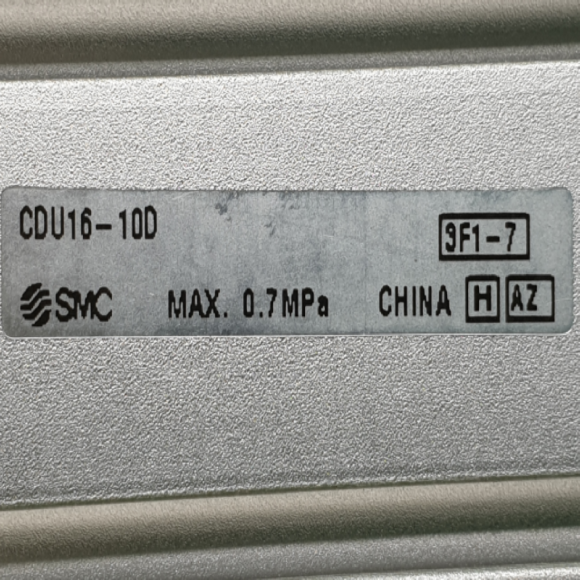 CDU16-10D
9F1-7
SMC MAX. 0.7MPa CHINA H AZ